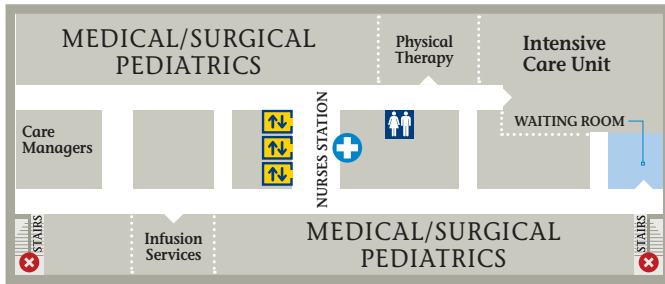 MEDICAL/SURGICAL
PEDIATRICS
Physical
Therapy
Intensive
Care Unit
WAITING ROOM
Care
Managers
NURSES STATION
STAIRS
Infusion
Services
MEDICAL/SURGICAL
PEDIATRICS
STAIRS